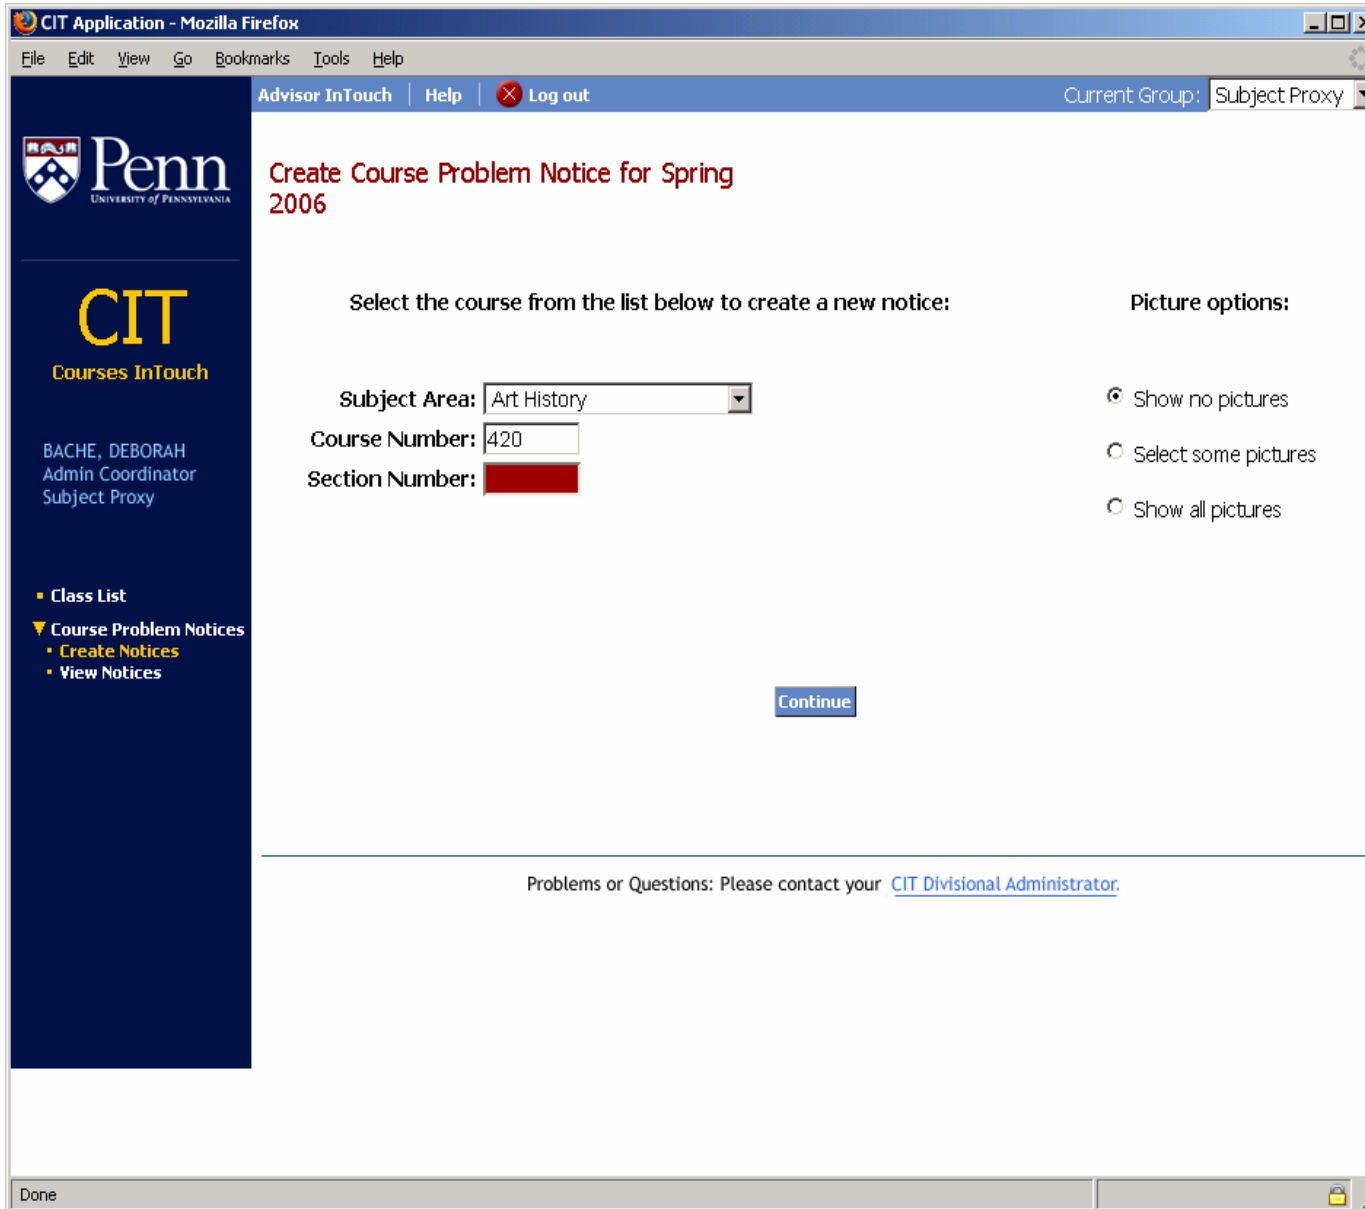 CIT Application - Mozilla Firefox
File Edit View Go Bookmarks Tools Help
Advisor InTouch Help Log out Current Group: Subject Proxy
Penn
UNIVERSITY of PENNSYLVANIA
Create Course Problem Notice for Spring
2006
CIT
Courses InTouch
BACHE, DEBORAH
Admin Coordinator
Subject Proxy
Class List
Course Problem Notices
Create Notices
View Notices
Select the course from the list below to create a new notice:
Subject Area: Art History
Course Number: 420
Section Number:
Picture options:
Show no pictures
Select some pictures
Show all pictures
Continue
Problems or Questions: Please contact your CIT Divisional Administrator.
Done